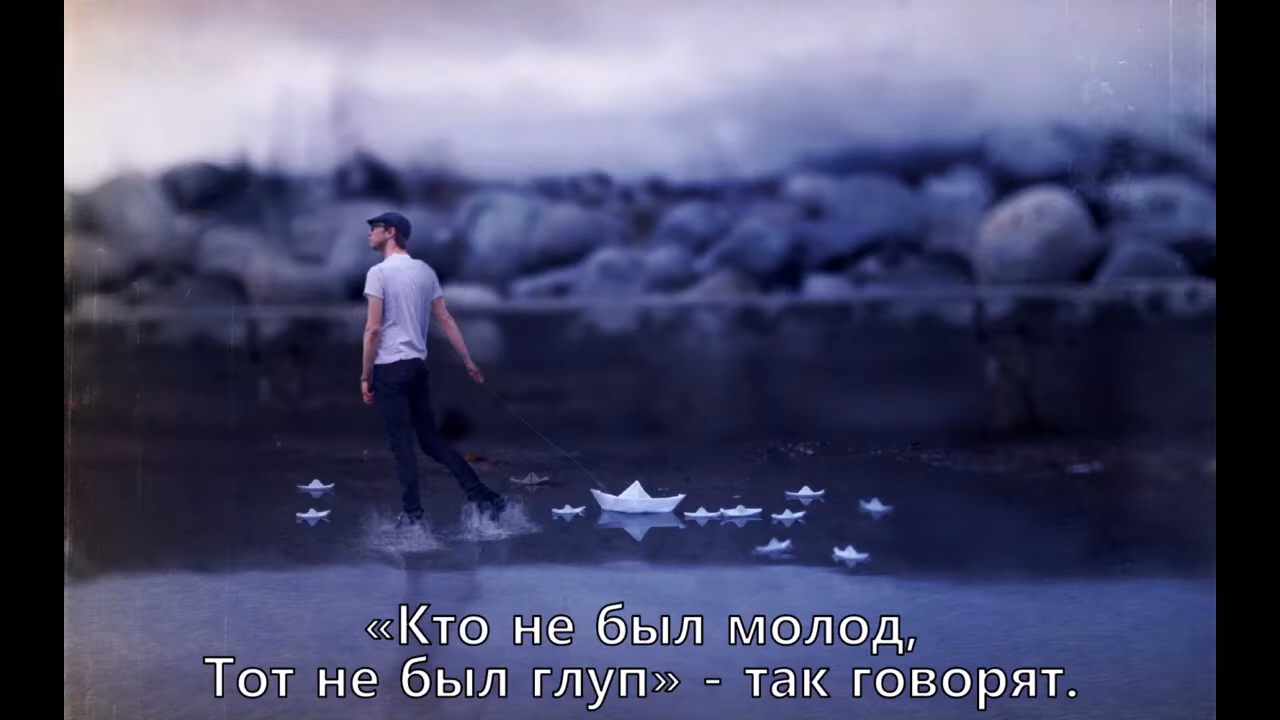 «Кто не был молод,
Тот не был глуп» - так говорят.